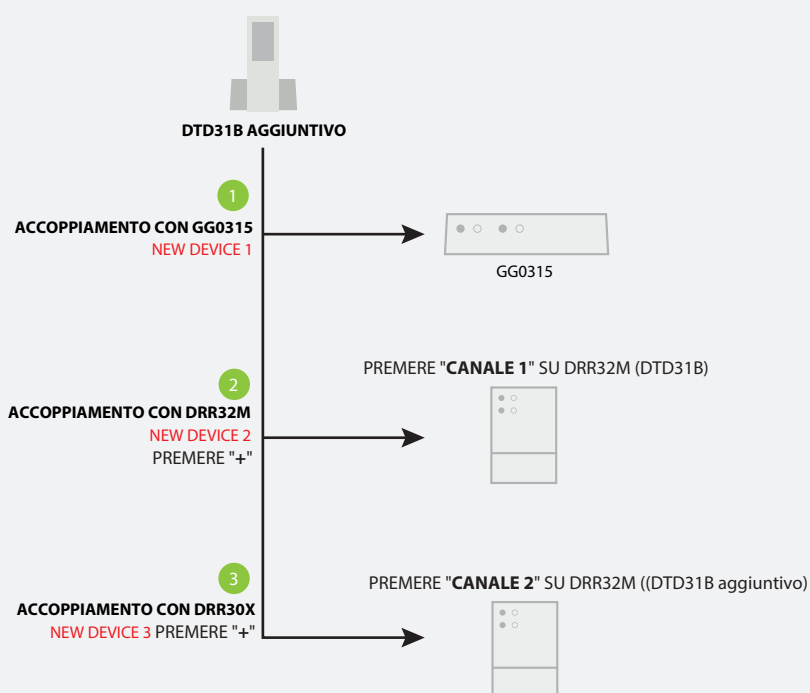 DTD31B AGGIUNTIVO
1
ACCOPPIAMENTO CON GG0315
NEW DEVICE 1
GG0315
PREMERE "CANALE 1" SU DRR32M (DTD31B)
2
ACCOPPIAMENTO CON DRR32M
NEW DEVICE 2
PREMERE "+"
3
PREMERE "CANALE 2" SU DRR32M ((DTD31B aggiuntivo)
ACCOPPIAMENTO CON DRR30X
NEW DEVICE 3 PREMERE "+"